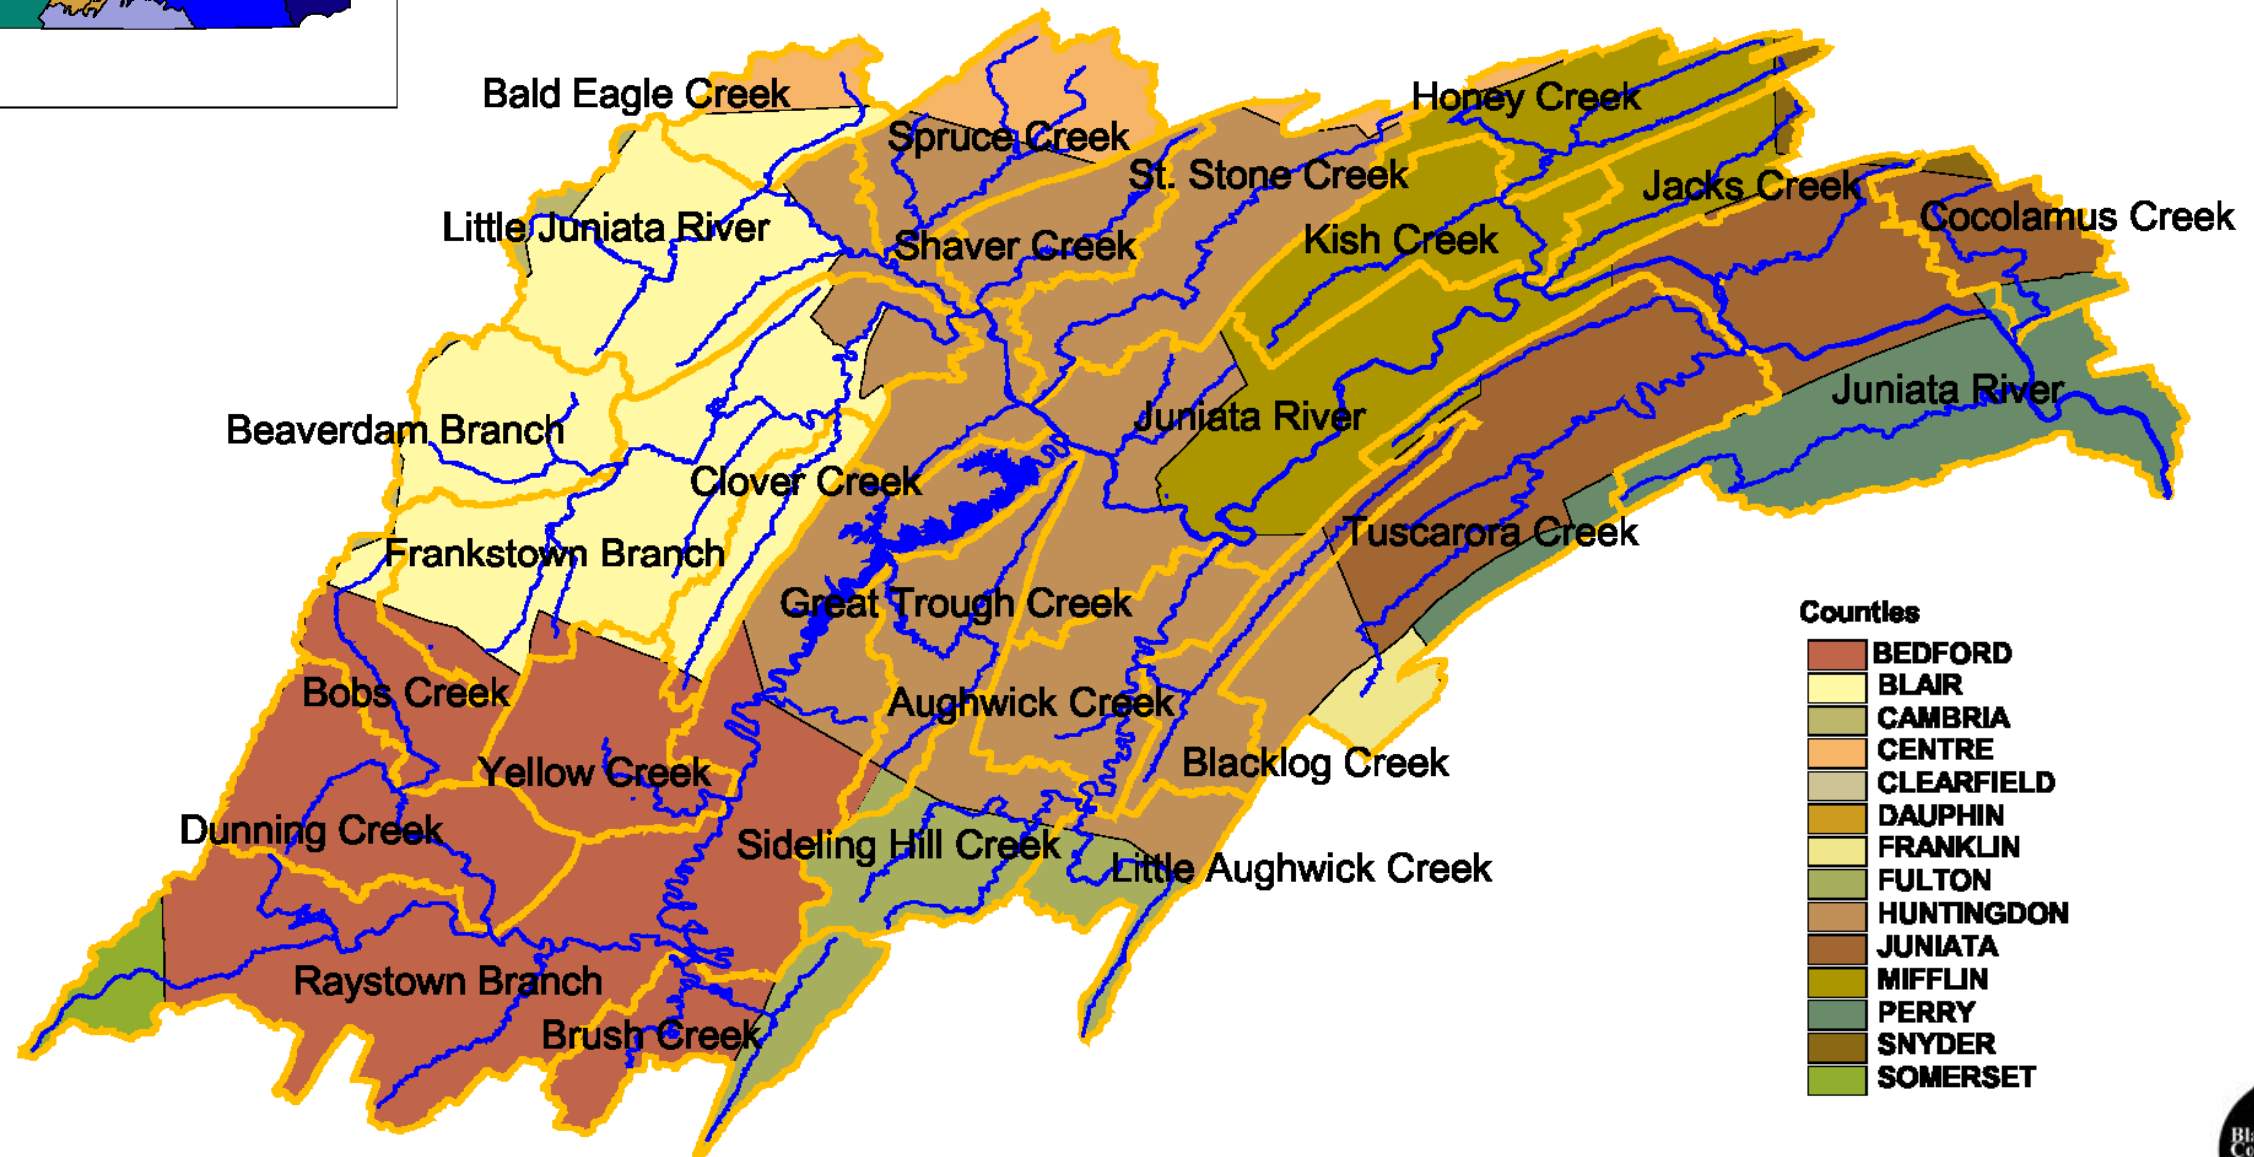 Bald Eagle Creek
Honey Creek
Spruce Creek
St. Stone Creek
Jacks Creek
Cocolamus Creek
Little Juniata River
Shaver Creek
Kish Creek
Juniata River
Beaverdam Branch
Juniata River
Clover Creek
Tuscarora Creek
Frankstown Branch
Great Trough Creek
Bobs Creek
Aughwick Creek
Blacklog Creek
Yellow Creek
Dunning Creek
Sideling Hill Creek
Little Aughwick Creek
Raystown Branch
Brush Creek
Counties
BEDFORD
BLAIR
CAMBRIA
CENTRE
CLEARFIELD
DAUPHIN
FRANKLIN
FULTON
HUNTINGDON
JUNIATA
MIFFLIN
PERRY
SNYDER
SOMERSET